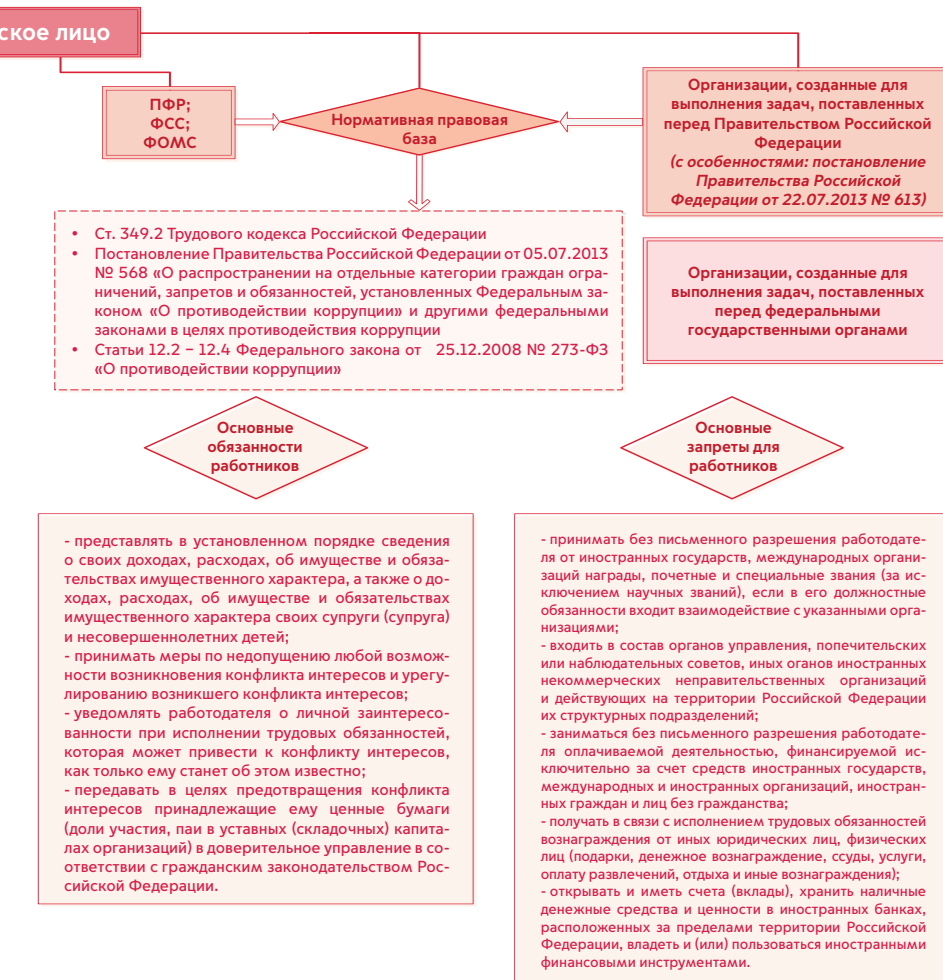 ское лицо
ПФР;
ФСС;
ФОМС
Нормативная правовая
база
Организации, созданные для
выполнения задач, поставленных
перед Правительством Российской
Федерации
(с особенностями: постановление
Правительства Российской
Федерации от 22.07.2013 № 613)
• Ст. 349.2 Трудового кодекса Российской Федерации
• Постановление Правительства Российской Федерации от 05.07.2013
№ 568 «О распространении на отдельные категории граждан огра-
ничений, запретов и обязанностей, установленных Федеральным за-
коном «О противодействии коррупции» и другими федеральными
законами в целях противодействия коррупции
• Статьи 12.2 – 12.4 Федерального закона от 25.12.2008 № 273-ФЗ
«О противодействии коррупции»
Организации, созданные для
выполнения задач, поставленных
перед федеральными
государственными органами
Основные
обязанности
работников
Основные
запреты для
работников
- представлять в установленном порядке сведения
о своих доходах, расходах, об имуществе и обяза-
тельствах имущественного характера, а также о до-
ходах, расходах, об имуществе и обязательствах
имущественного характера своих супруги (супруга)
и несовершеннолетних детей;
- принимать меры по недопущению любой возмож-
ности возникновения конфликта интересов и урегу-
лированию возникшего конфликта интересов;
- уведомлять работодателя о личной заинтересо-
ванности при исполнении трудовых обязанностей,
которая может привести к конфликту интересов,
как только ему станет об этом известно;
- передавать в целях предотвращения конфликта
интересов принадлежащие ему ценные бумаги
(доли участия, паи в уставных (складочных) капита-
лах организаций) в доверительное управление в со-
ответствии с гражданским законодательством Рос-
сийской Федерации.
- принимать без письменного разрешения работодате-
ля от иностранных государств, международных органи-
заций награды, почетные и специальные звания (за ис-
ключением научных званий), если в его должностные
обязанности входит взаимодействие с указанными орга-
низациями;
- входить в состав органов управления, попечительских
или наблюдательных советов, иных оганов иностранных
некоммерческих неправительственных организаций
и действующих на территории Российской Федерации
их структурных подразделений;
- заниматься без письменного разрешения работодате-
ля оплачиваемой деятельностью, финансируемой ис-
ключительно за счет средств иностранных государств,
международных и иностранных организаций, иностран-
ных граждан и лиц без гражданства;
- получать в связи с исполнением трудовых обязанностей
вознаграждения от иных юридических лиц, физических
лиц (подарки, денежное вознаграждение, ссуды, услуги,
оплату развлечений, отдыха и иные вознаграждения);
- открывать и иметь счета (вклады), хранить наличные
денежные средства и ценности в иностранных банках,
расположенных за пределами территории Российской
Федерации, владеть и (или) пользоваться иностранными
финансовыми инструментами.